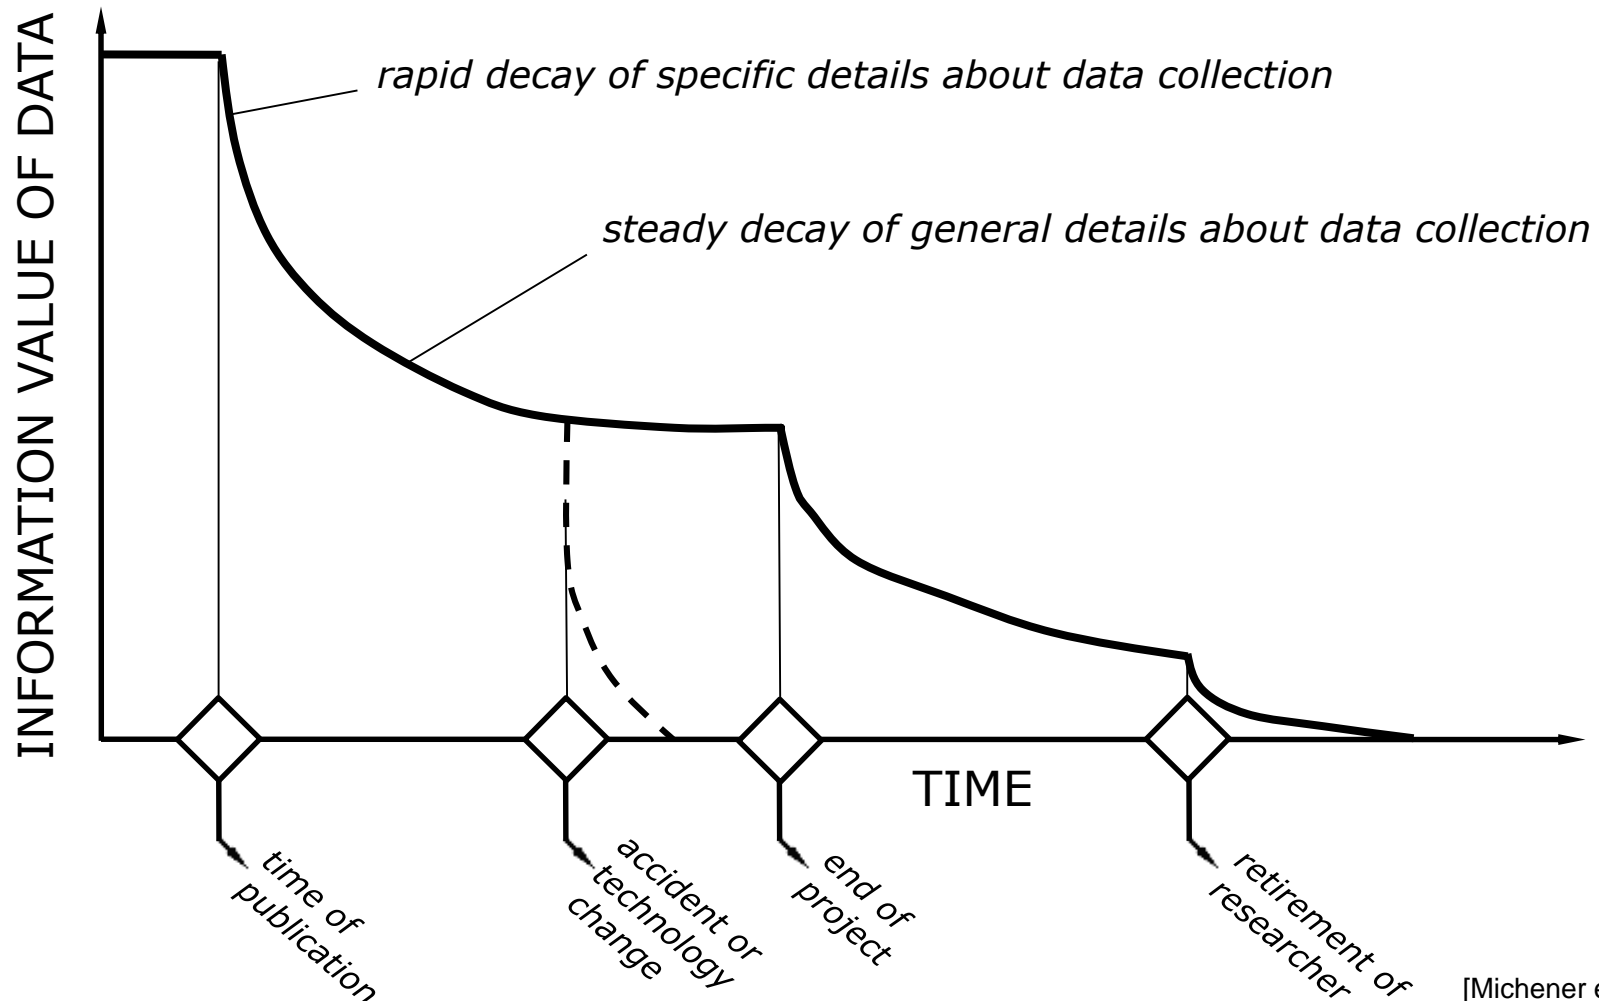 INFORMATION VALUE OF DATA
rapid decay of specific details about data collection
steady decay of general details about data collection
TIME
time of
publication
accident or
technology
change
end of
project
retirement of
researcher
[Michener e